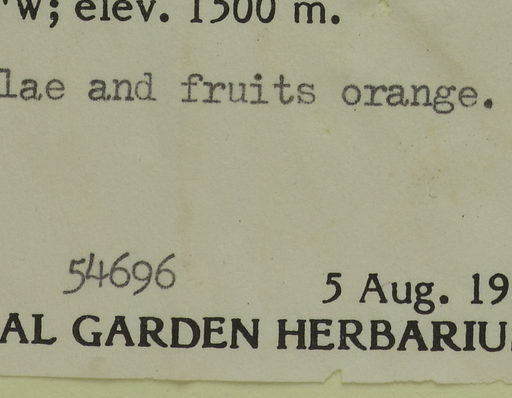 'W; elev. 1500 m.
lae and fruits orange.
54696
5 Aug. 19
AL GARDEN HERBARIU